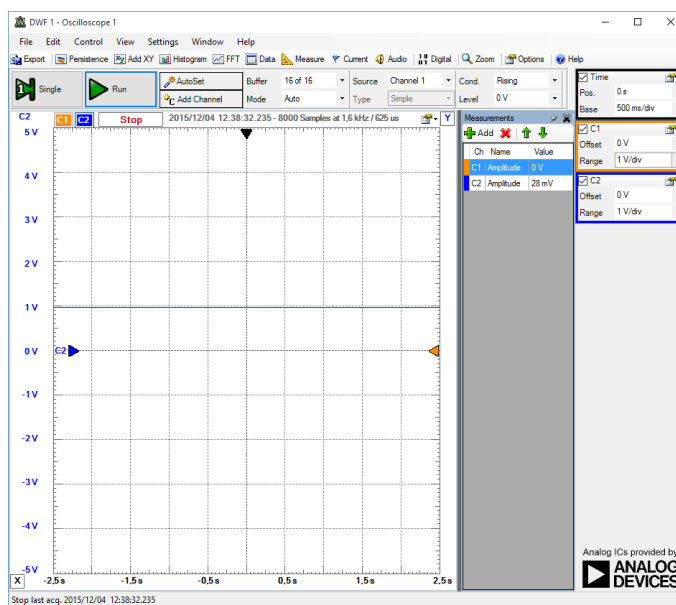 DWF 1 - Oscilloscope 1
File Edit Control View Settings Window Help
Export Persistence Add XY Histogram FFT Data Measure Current Audio Digital Zoom Options Help
Single Run AutoSet Buffer 16 of 16 Source Channel 1 Cond. Rising
Add Channel Mode Auto Type Simple Level 0 V
Time
Pos. 0 s
Base 500 ms/div
C1
Offset 0 V
Range 1 V/div
C2
Offset 0 V
Range 1 V/div
C2 C1 C2 Stop 2015/12/04 12:38:32.235 - 8000 Samples at 1,6 kHz / 625 us Y
5 V
4 V
3 V
2 V
1 V
0 V C2
-1 V
-2 V
-3 V
-4 V
-5 V
X -2,5 s -1,5 s -0,5 s 0,5 s 1,5 s 2,5 s
Measurements
Add
Ch Name Value
C1 Amplitude 0 V
C2 Amplitude 28 mV
Analog ICs provided by
ANALOG
DEVICES
Stop last acq. 2015/12/04 12:38:32.235